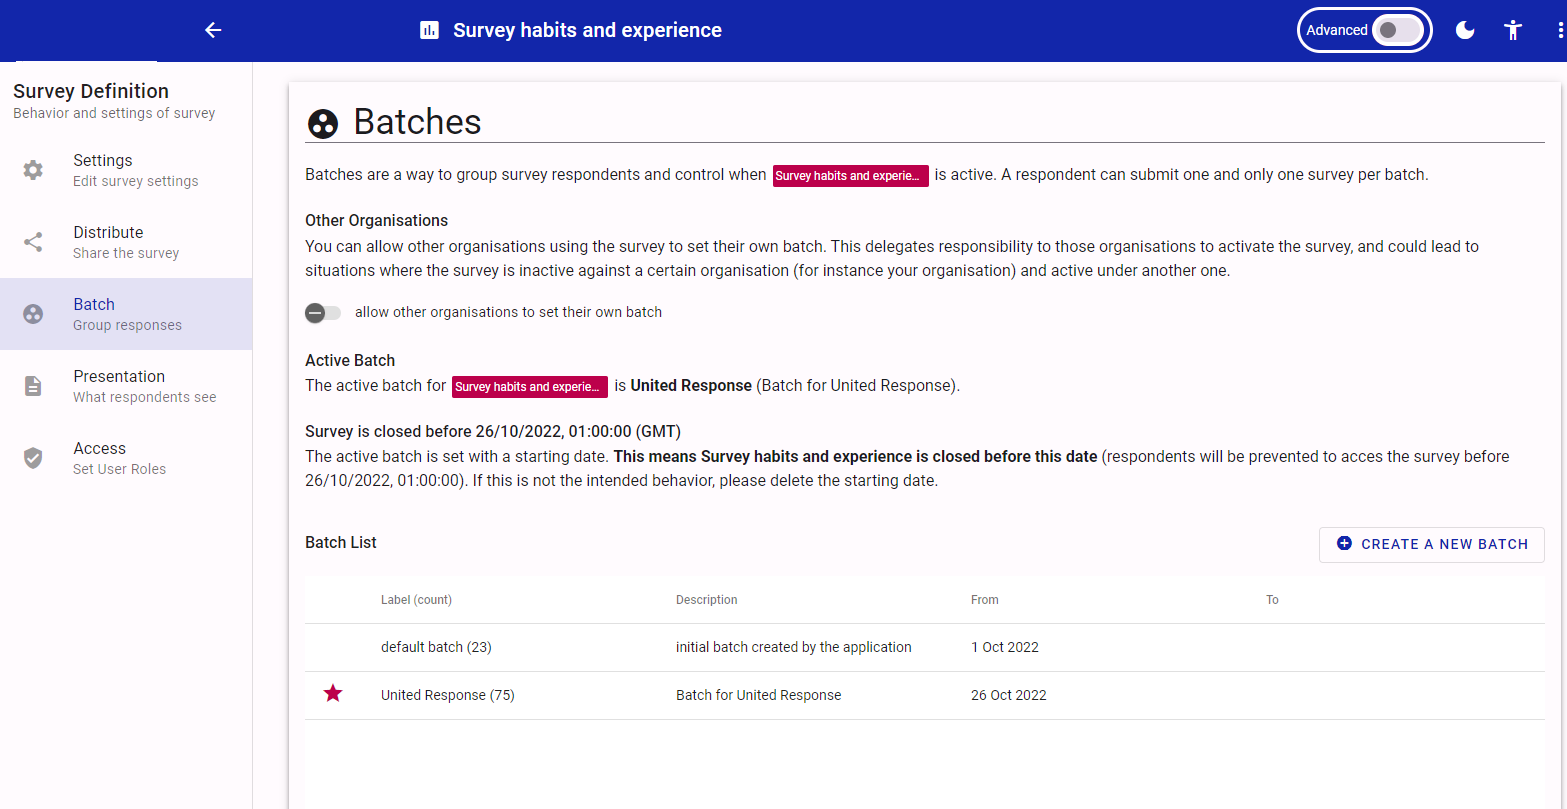 Survey habits and experience
Advanced
Survey Definition
Behavior and settings of survey
Settings
Edit survey settings
Distribute
Share the survey
Batch
Group responses
Presentation
What respondents see
Access
Set User Roles
Batches
Batches are a way to group survey respondents and control when Survey habits and experie... is active. A respondent can submit one and only one survey per batch.
Other Organisations
You can allow other organisations using the survey to set their own batch. This delegates responsibility to those organisations to activate the survey, and could lead to
situations where the survey is inactive against a certain organisation (for instance your organisation) and active under another one.
allow other organisations to set their own batch
Active Batch
The active batch for Survey habits and experie... is United Response (Batch for United Response).
Survey is closed before 26/10/2022, 01:00:00 (GMT)
The active batch is set with a starting date. This means Survey habits and experience is closed before this date (respondents will be prevented to acces the survey before
26/10/2022, 01:00:00). If this is not the intended behavior, please delete the starting date.
Batch List
CREATE A NEW BATCH
Label (count) Description From To
default batch (23) initial batch created by the application 1 Oct 2022
United Response (75) Batch for United Response 26 Oct 2022